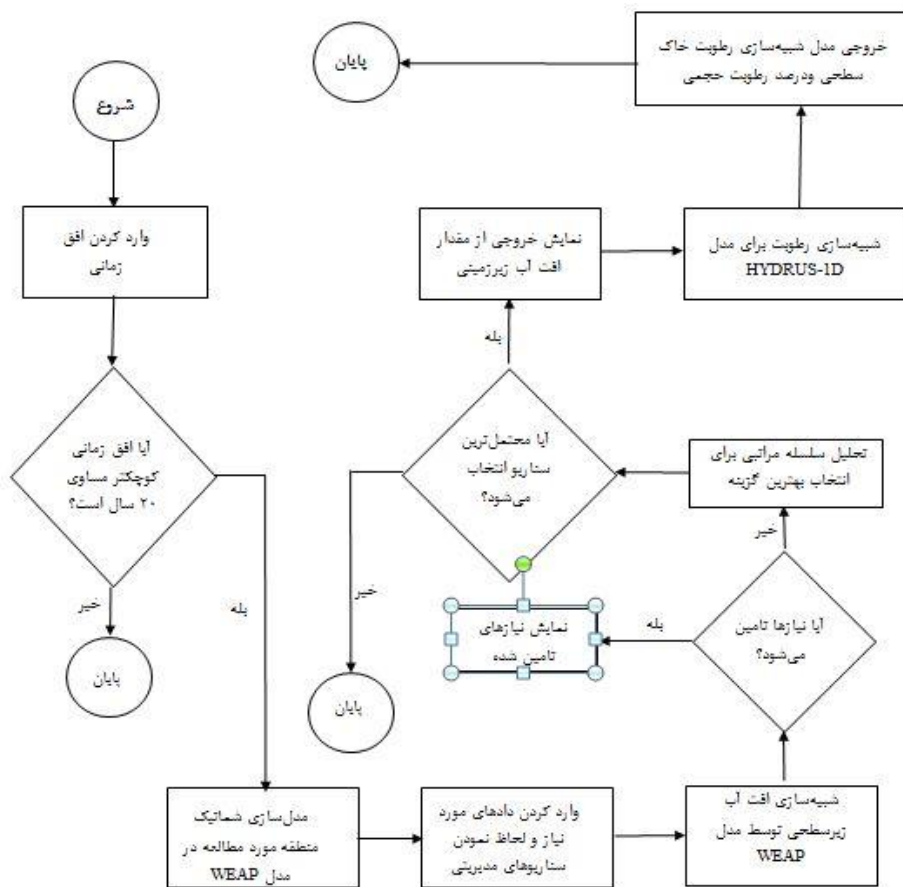 شروع
وارد کردن افق
زمانی
آیا افق زمانی
کوچکتر مساوی
۲۰ سال است؟
خیر
پایان
بله
مدل‌سازی شماتیک
منطقه مورد مطالعه در
مدل WEAP
وارد کردن دادهای مورد
نیاز و لحاظ نمودن
سناریوهای مدیریتی
شبیه‌سازی افت آب
زیرسطحی توسط مدل
WEAP
آیا نیازها تامین
می‌شود؟
بله
نمایش نیازهای
تامین شده
خیر
تحلیل سلسله مراتبی برای
انتخاب بهترین گزینه
آیا محتمل‌ترین
سناریو انتخاب
می‌شود؟
خیر
پایان
بله
نمایش خروجی از مقدار
افت آب زیرزمینی
شبیه‌سازی رطوبت برای مدل
HYDRUS-1D
خروجی مدل شبیه‌سازی رطوبت خاک
سطحی ودرصد رطوبت حجمی
پایان